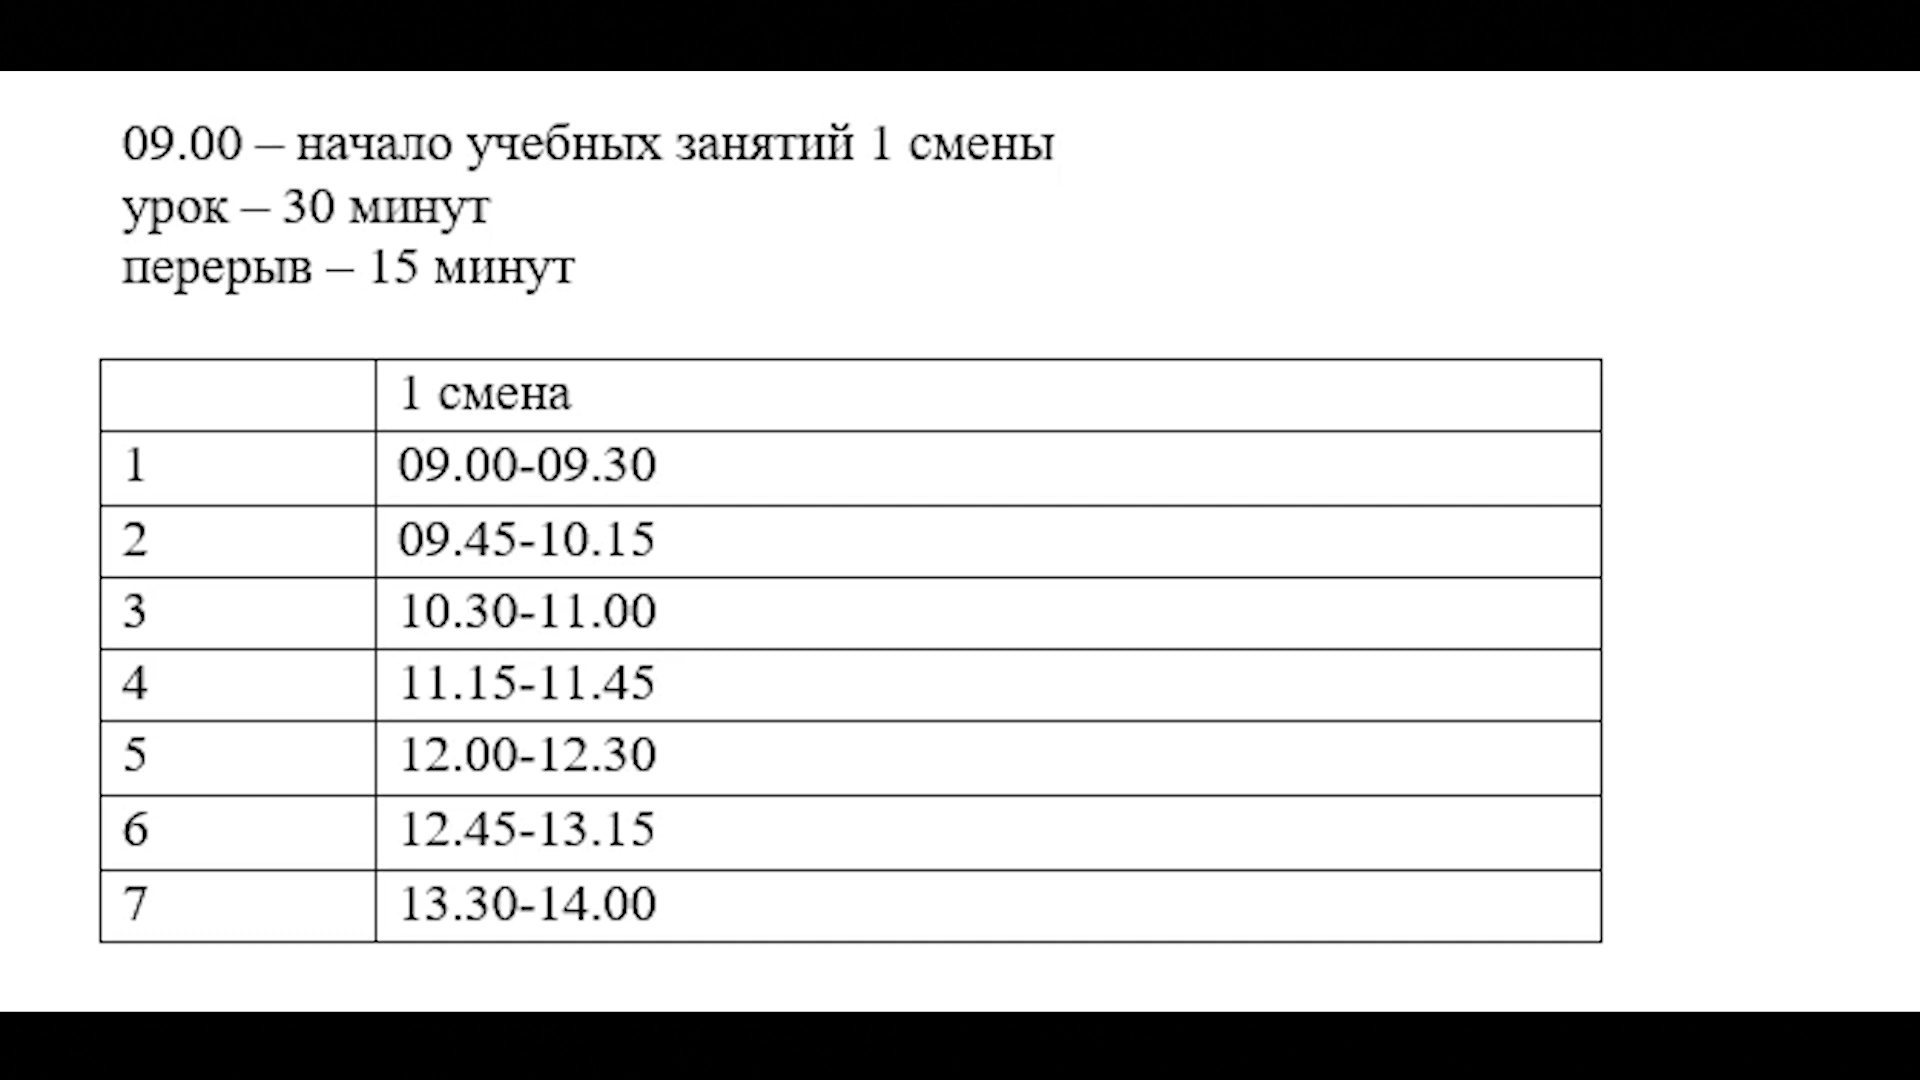 09.00 – начало учебных занятий 1 смены
урок – 30 минут
перерыв – 15 минут
1 смена
1 09.00-09.30
2 09.45-10.15
3 10.30-11.00
4 11.15-11.45
5 12.00-12.30
6 12.45-13.15
7 13.30-14.00